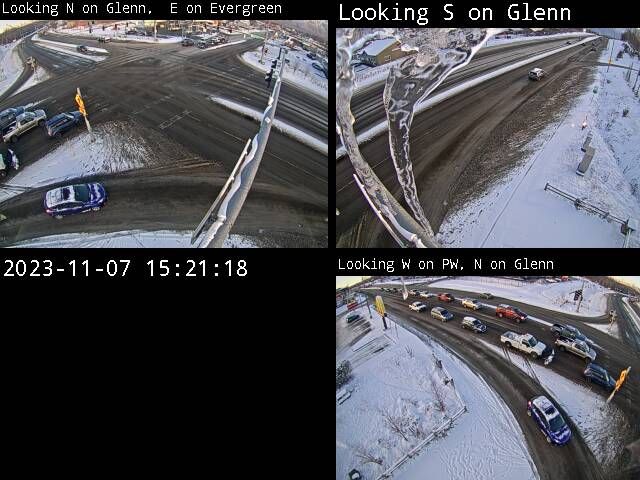 Looking N on Glenn, E on Evergreen
Looking S on Glenn
2023-11-07 15:21:18
Looking W on PW, N on Glenn